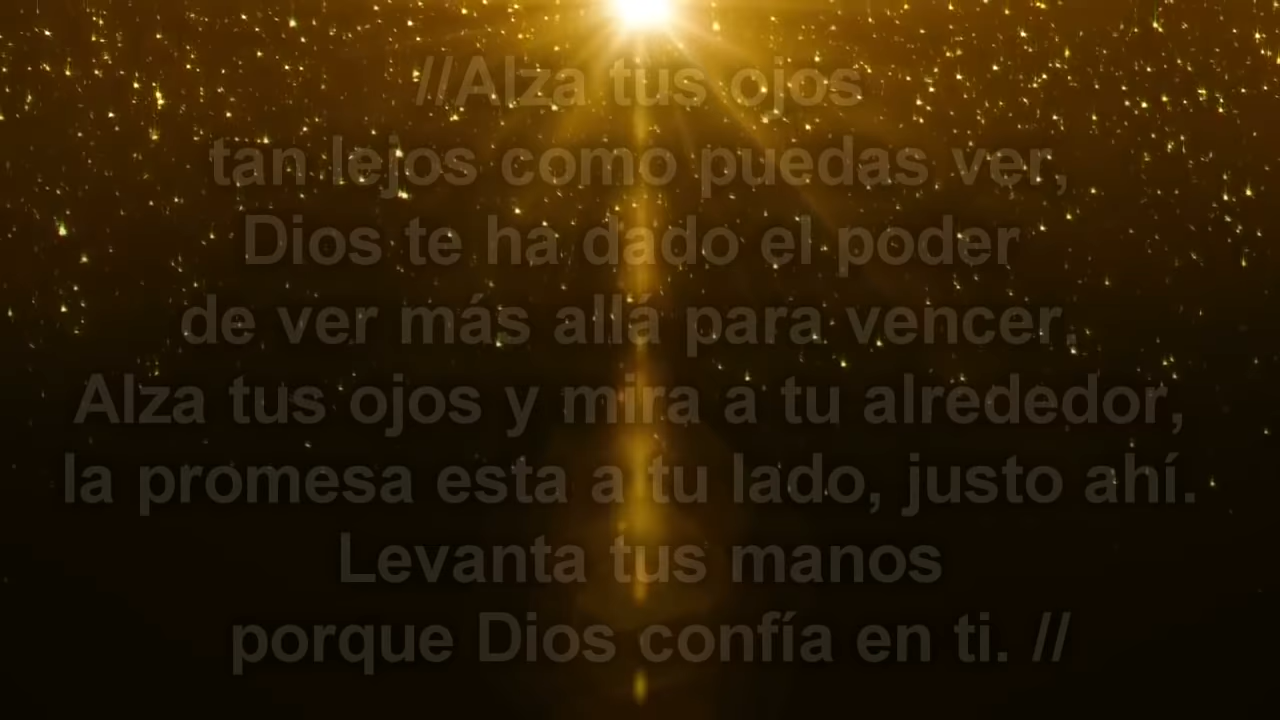 //Alza tus ojos
tan lejos como puedas ver,
Dios te ha dado el poder
de ver más allá para vencer,
Alza tus ojos y mira a tu alrededor,
la promesa esta a tu lado, justo ahí.
Levanta tus manos
porque Dios confía en ti. //